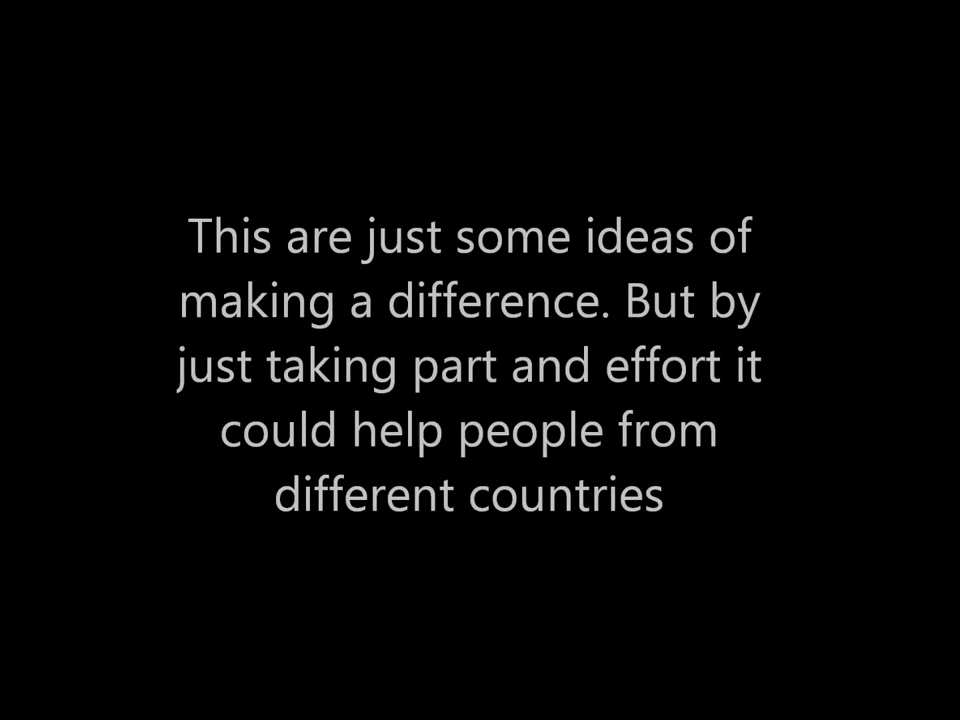 This are just some ideas of
making a difference. But by
just taking part and effort it
could help people from
different countries